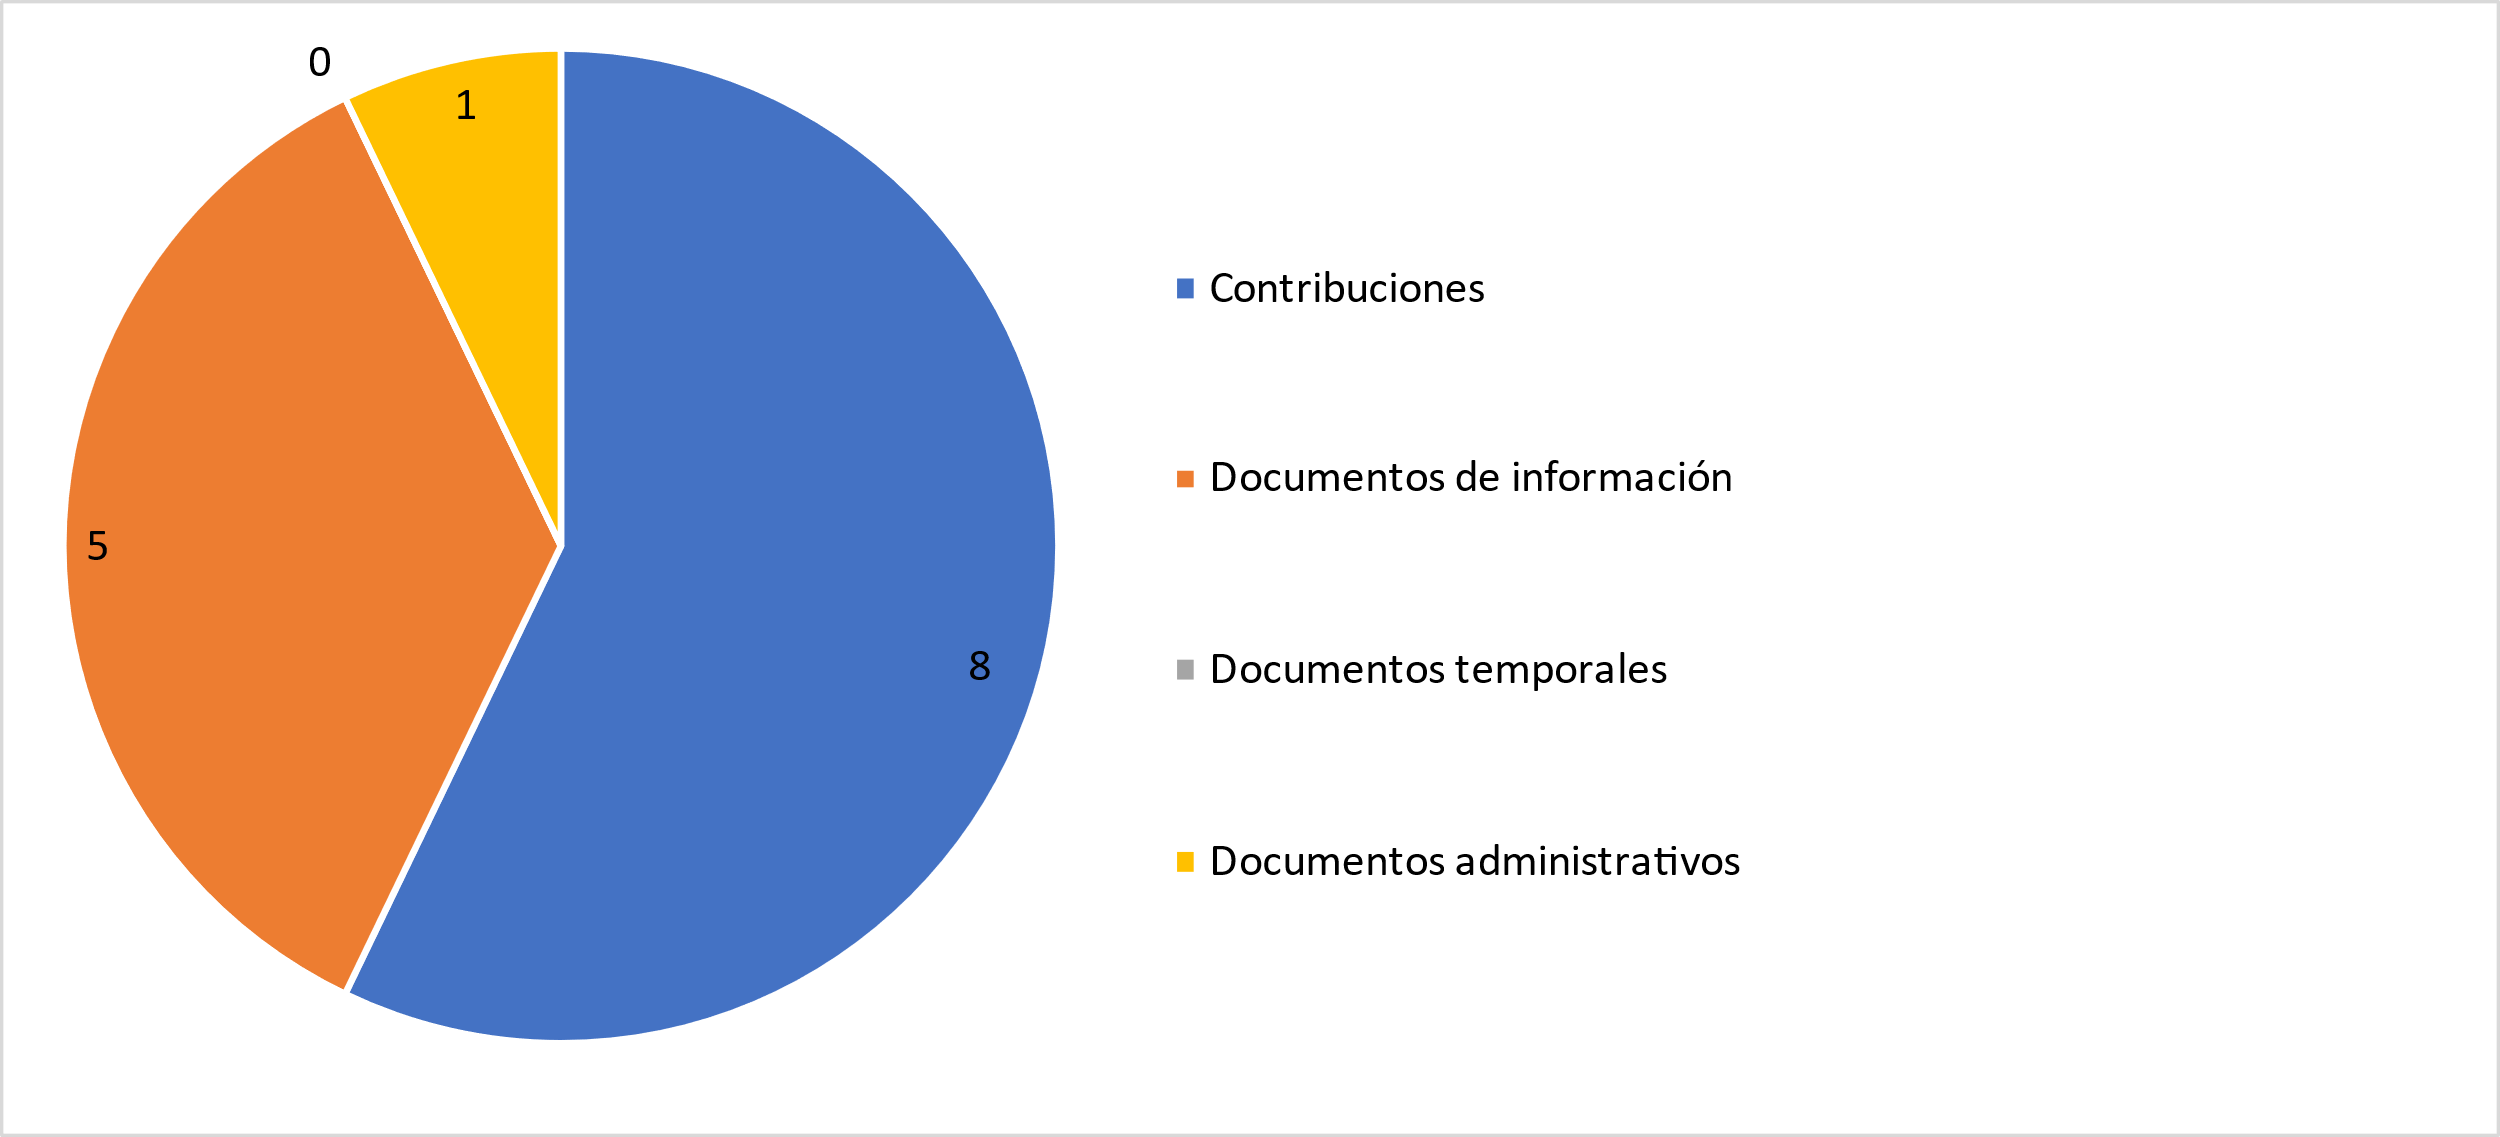 0
1
5
8
Contribuciones
Documentos de información
Documentos temporales
Documentos administrativos